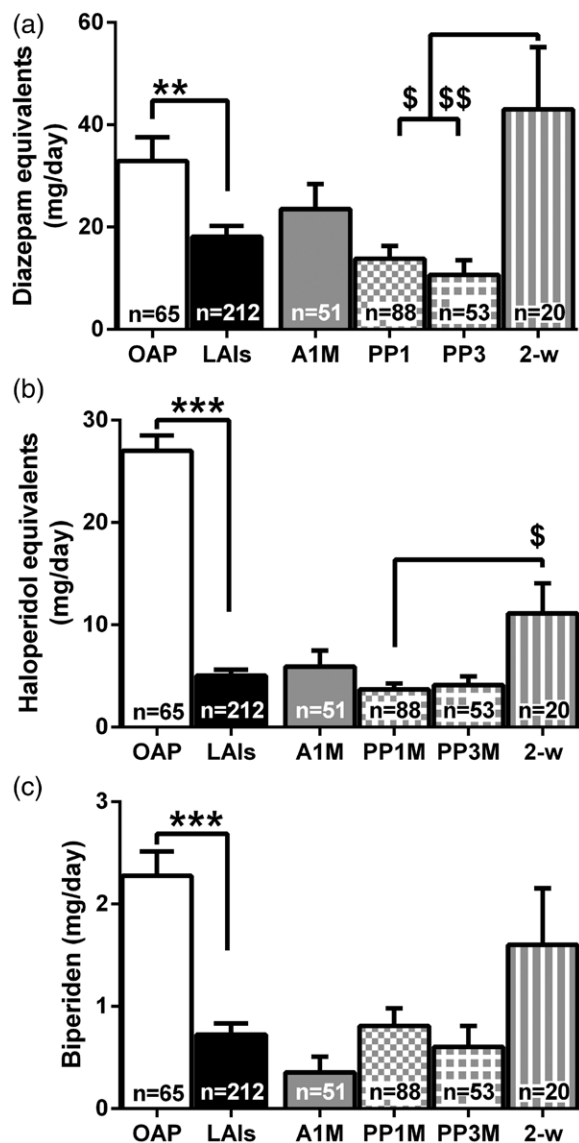 (a)
60
40
20
0
Diazepam equivalents
(mg/day)
**
$ $$
n=65 n=212 n=51 n=88 n=53 n=20
OAP LAIs A1M PP1 PP3 2-w
(b)
30
20
10
0
Haloperidol equivalents
(mg/day)
***
$
n=65 n=212 n=51 n=88 n=53 n=20
OAP LAIs A1M PP1M PP3M 2-w
(c)
3
2
1
0
Biperiden (mg/day)
***
n=65 n=212 n=51 n=88 n=53 n=20
OAP LAIs A1M PP1M PP3M 2-w